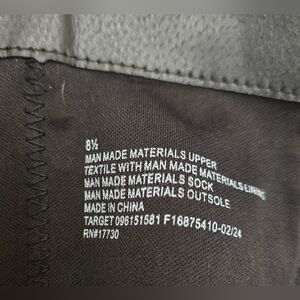 8½
MAN MADE MATERIALS UPPER
TEXTILE WITH MAN MADE MATERIALS LINING
MAN MADE MATERIALS SOCK
MAN MADE MATERIALS OUTSOLE
MADE IN CHINA
TARGET 096151581 F16875410-02/24
RN#17730